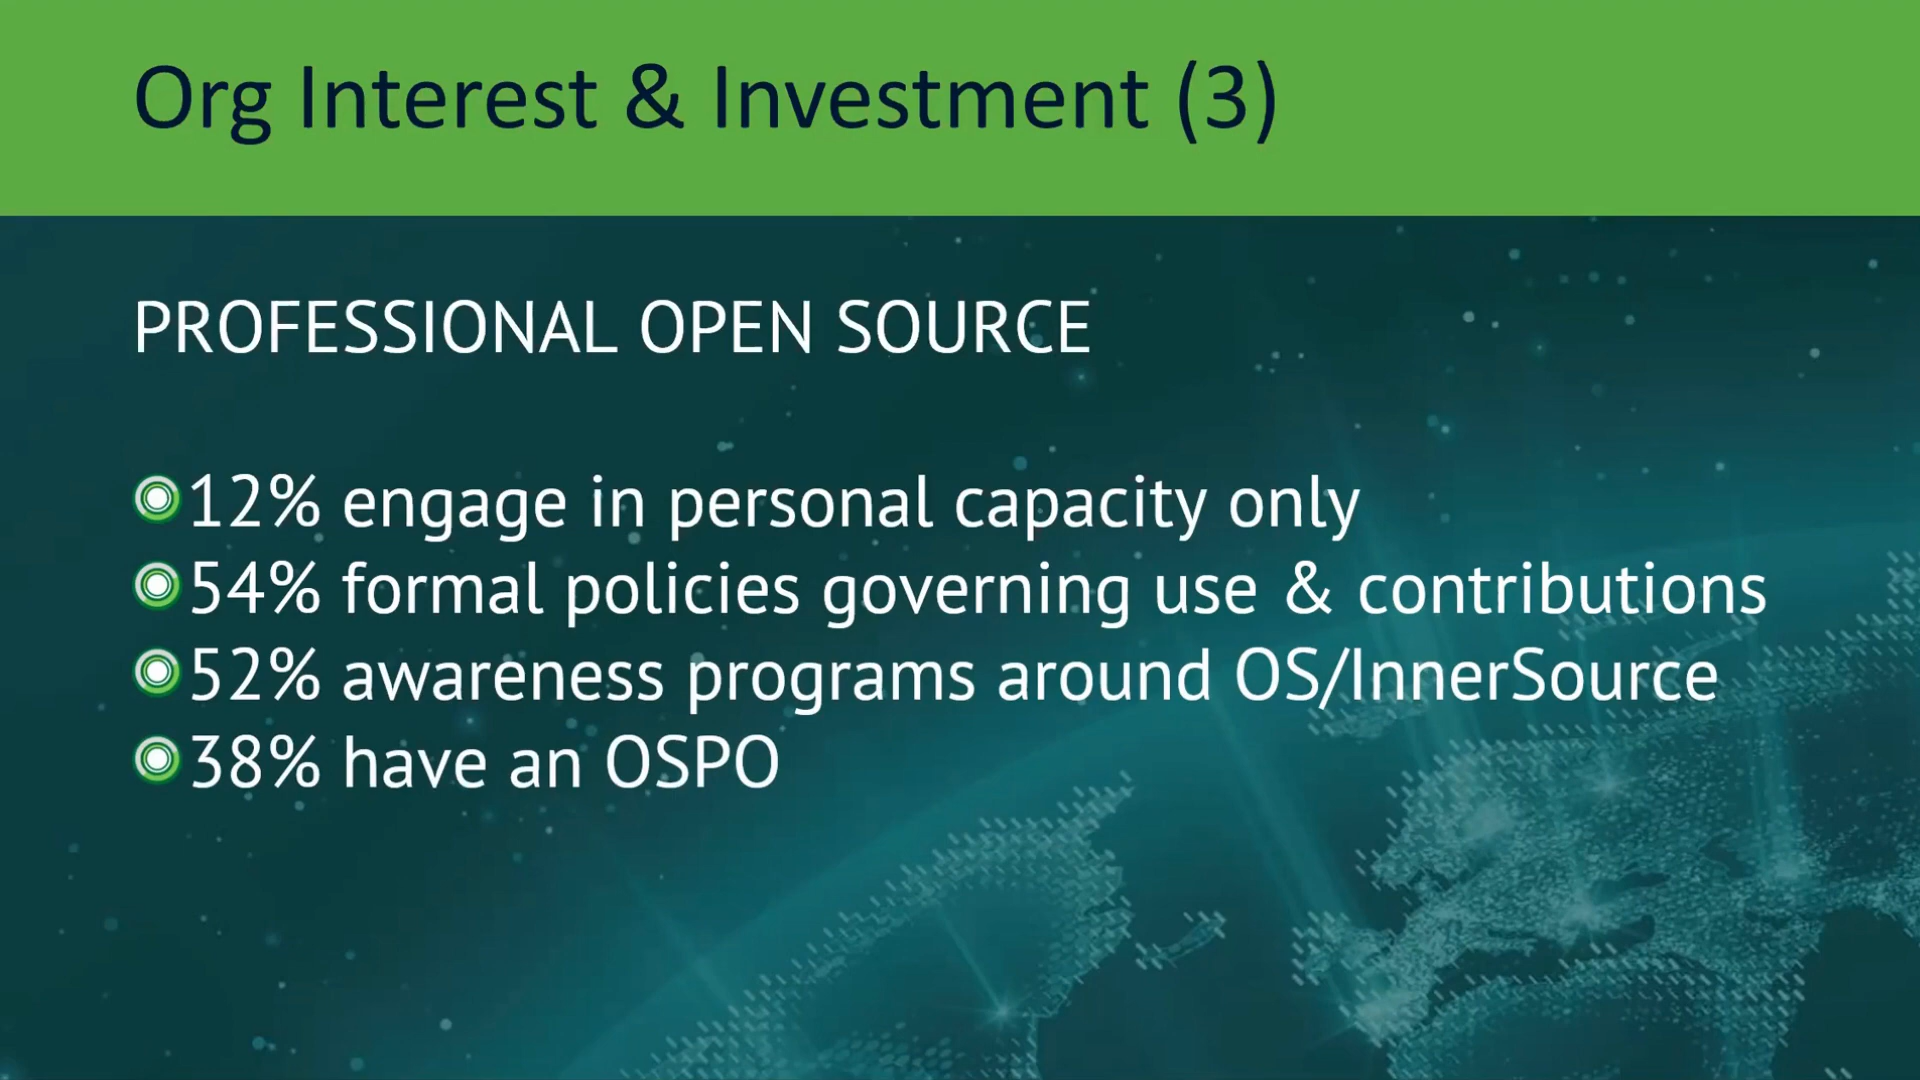 Org Interest & Investment (3)
PROFESSIONAL OPEN SOURCE
12% engage in personal capacity only
54% formal policies governing use & contributions
52% awareness programs around OS/InnerSource
38% have an OSPO